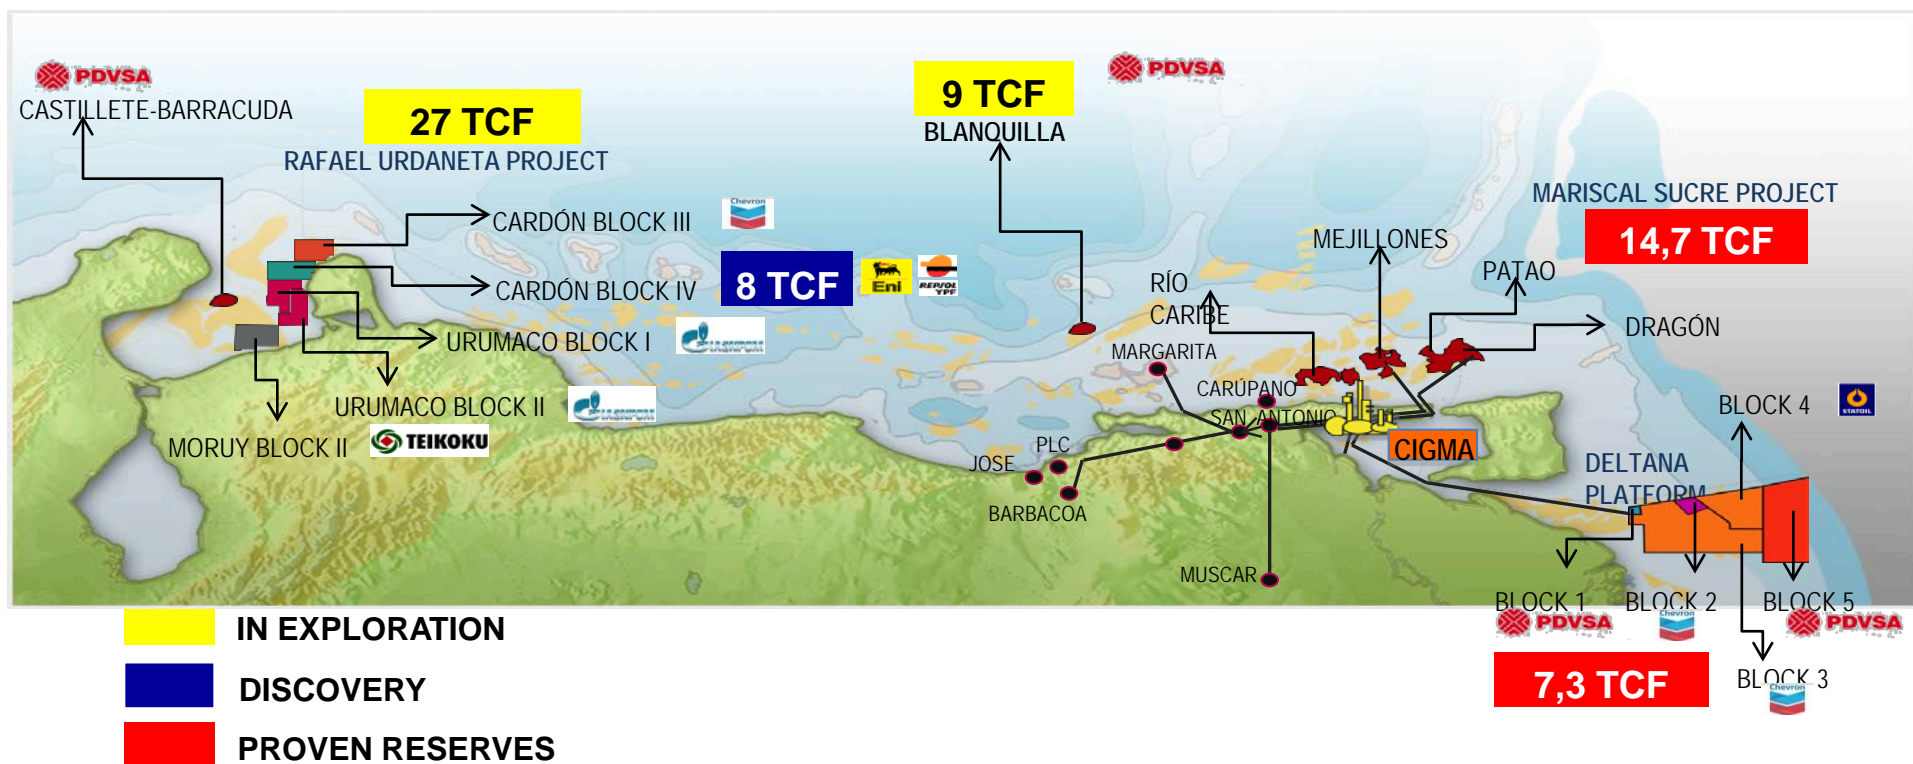 PDVSA
CASTILLETE-BARRACUDA
27 TCF
RAFAEL URDANETA PROJECT
9 TCF
BLANQUILLA
PDVSA
MARISCAL SUCRE PROJECT
14,7 TCF
CARDÓN BLOCK III
Chevron
CARDÓN BLOCK IV
8 TCF
Eni
REPSOL
YPF
URUMACO BLOCK I
URUMACO BLOCK II
MORUY BLOCK II
TEIKOKU
MEJILLONES
PATAO
RÍO
CARIBE
DRAGÓN
MARGARITA
CARÚPANO
SAN ANTONIO
CIGMA
PLC
JOSE
BARBACOA
MUSCAR
BLOCK 4
STATOIL
DELTANA
PLATFORM
BLOCK 1
BLOCK 2
BLOCK 5
PDVSA
Chevron
PDVSA
7,3 TCF
BLOCK 3
Chevron
IN EXPLORATION
DISCOVERY
PROVEN RESERVES